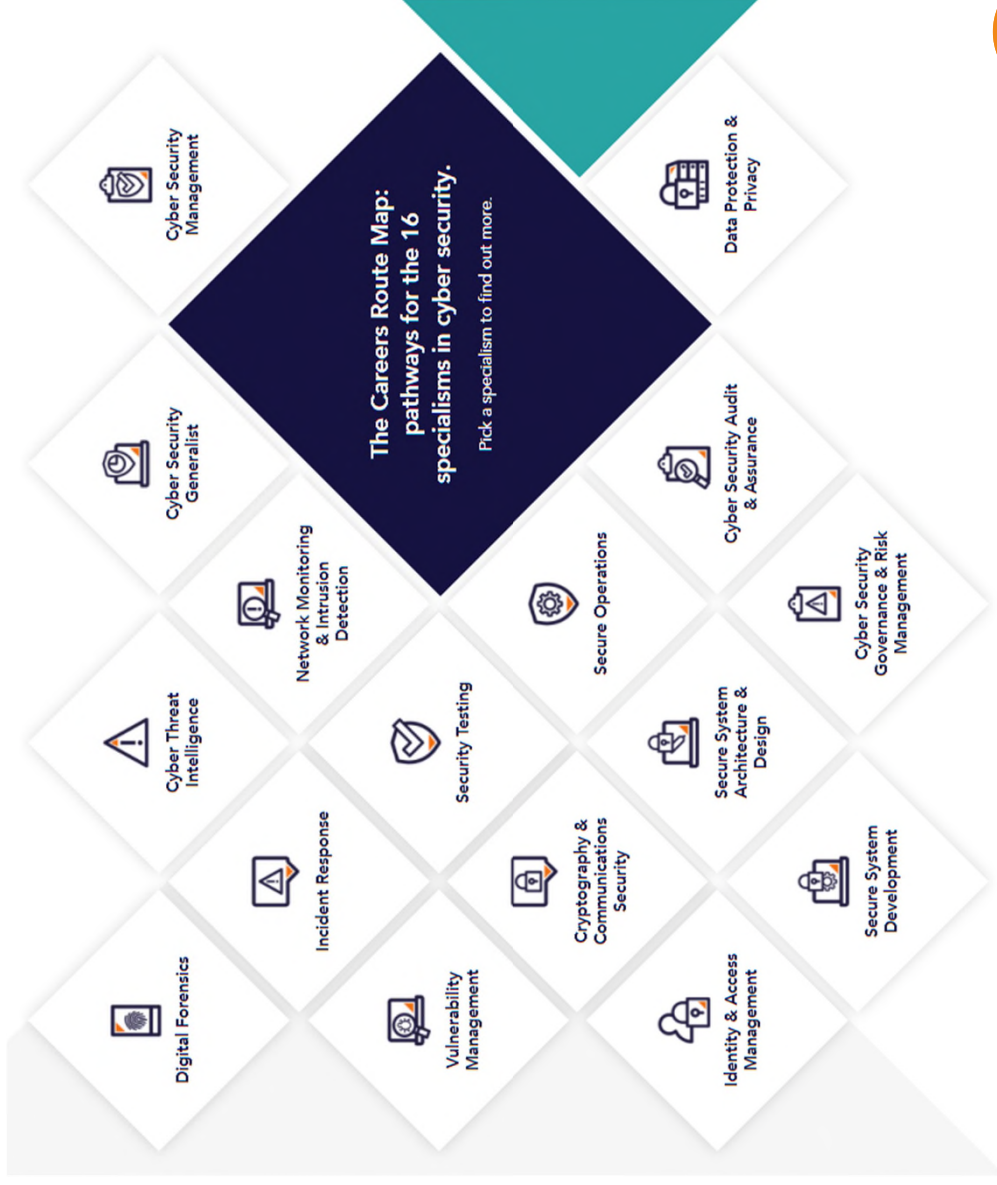 Digital Forensics
Cyber Threat
Intelligence
Cyber Security
Generalist
Cyber Security
Management
Incident Response
Network Monitoring
& Intrusion
Detection
The Careers Route Map:
pathways for the 16
specialisms in cyber security.
Pick a specialism to find out more.
Vulnerability
Management
Security Testing
Cryptography &
Communications
Security
Secure Operations
Identity & Access
Management
Secure System
Architecture &
Design
Cyber Security Audit
& Assurance
Data Protection &
Privacy
Secure System
Development
Cyber Security
Governance & Risk
Management